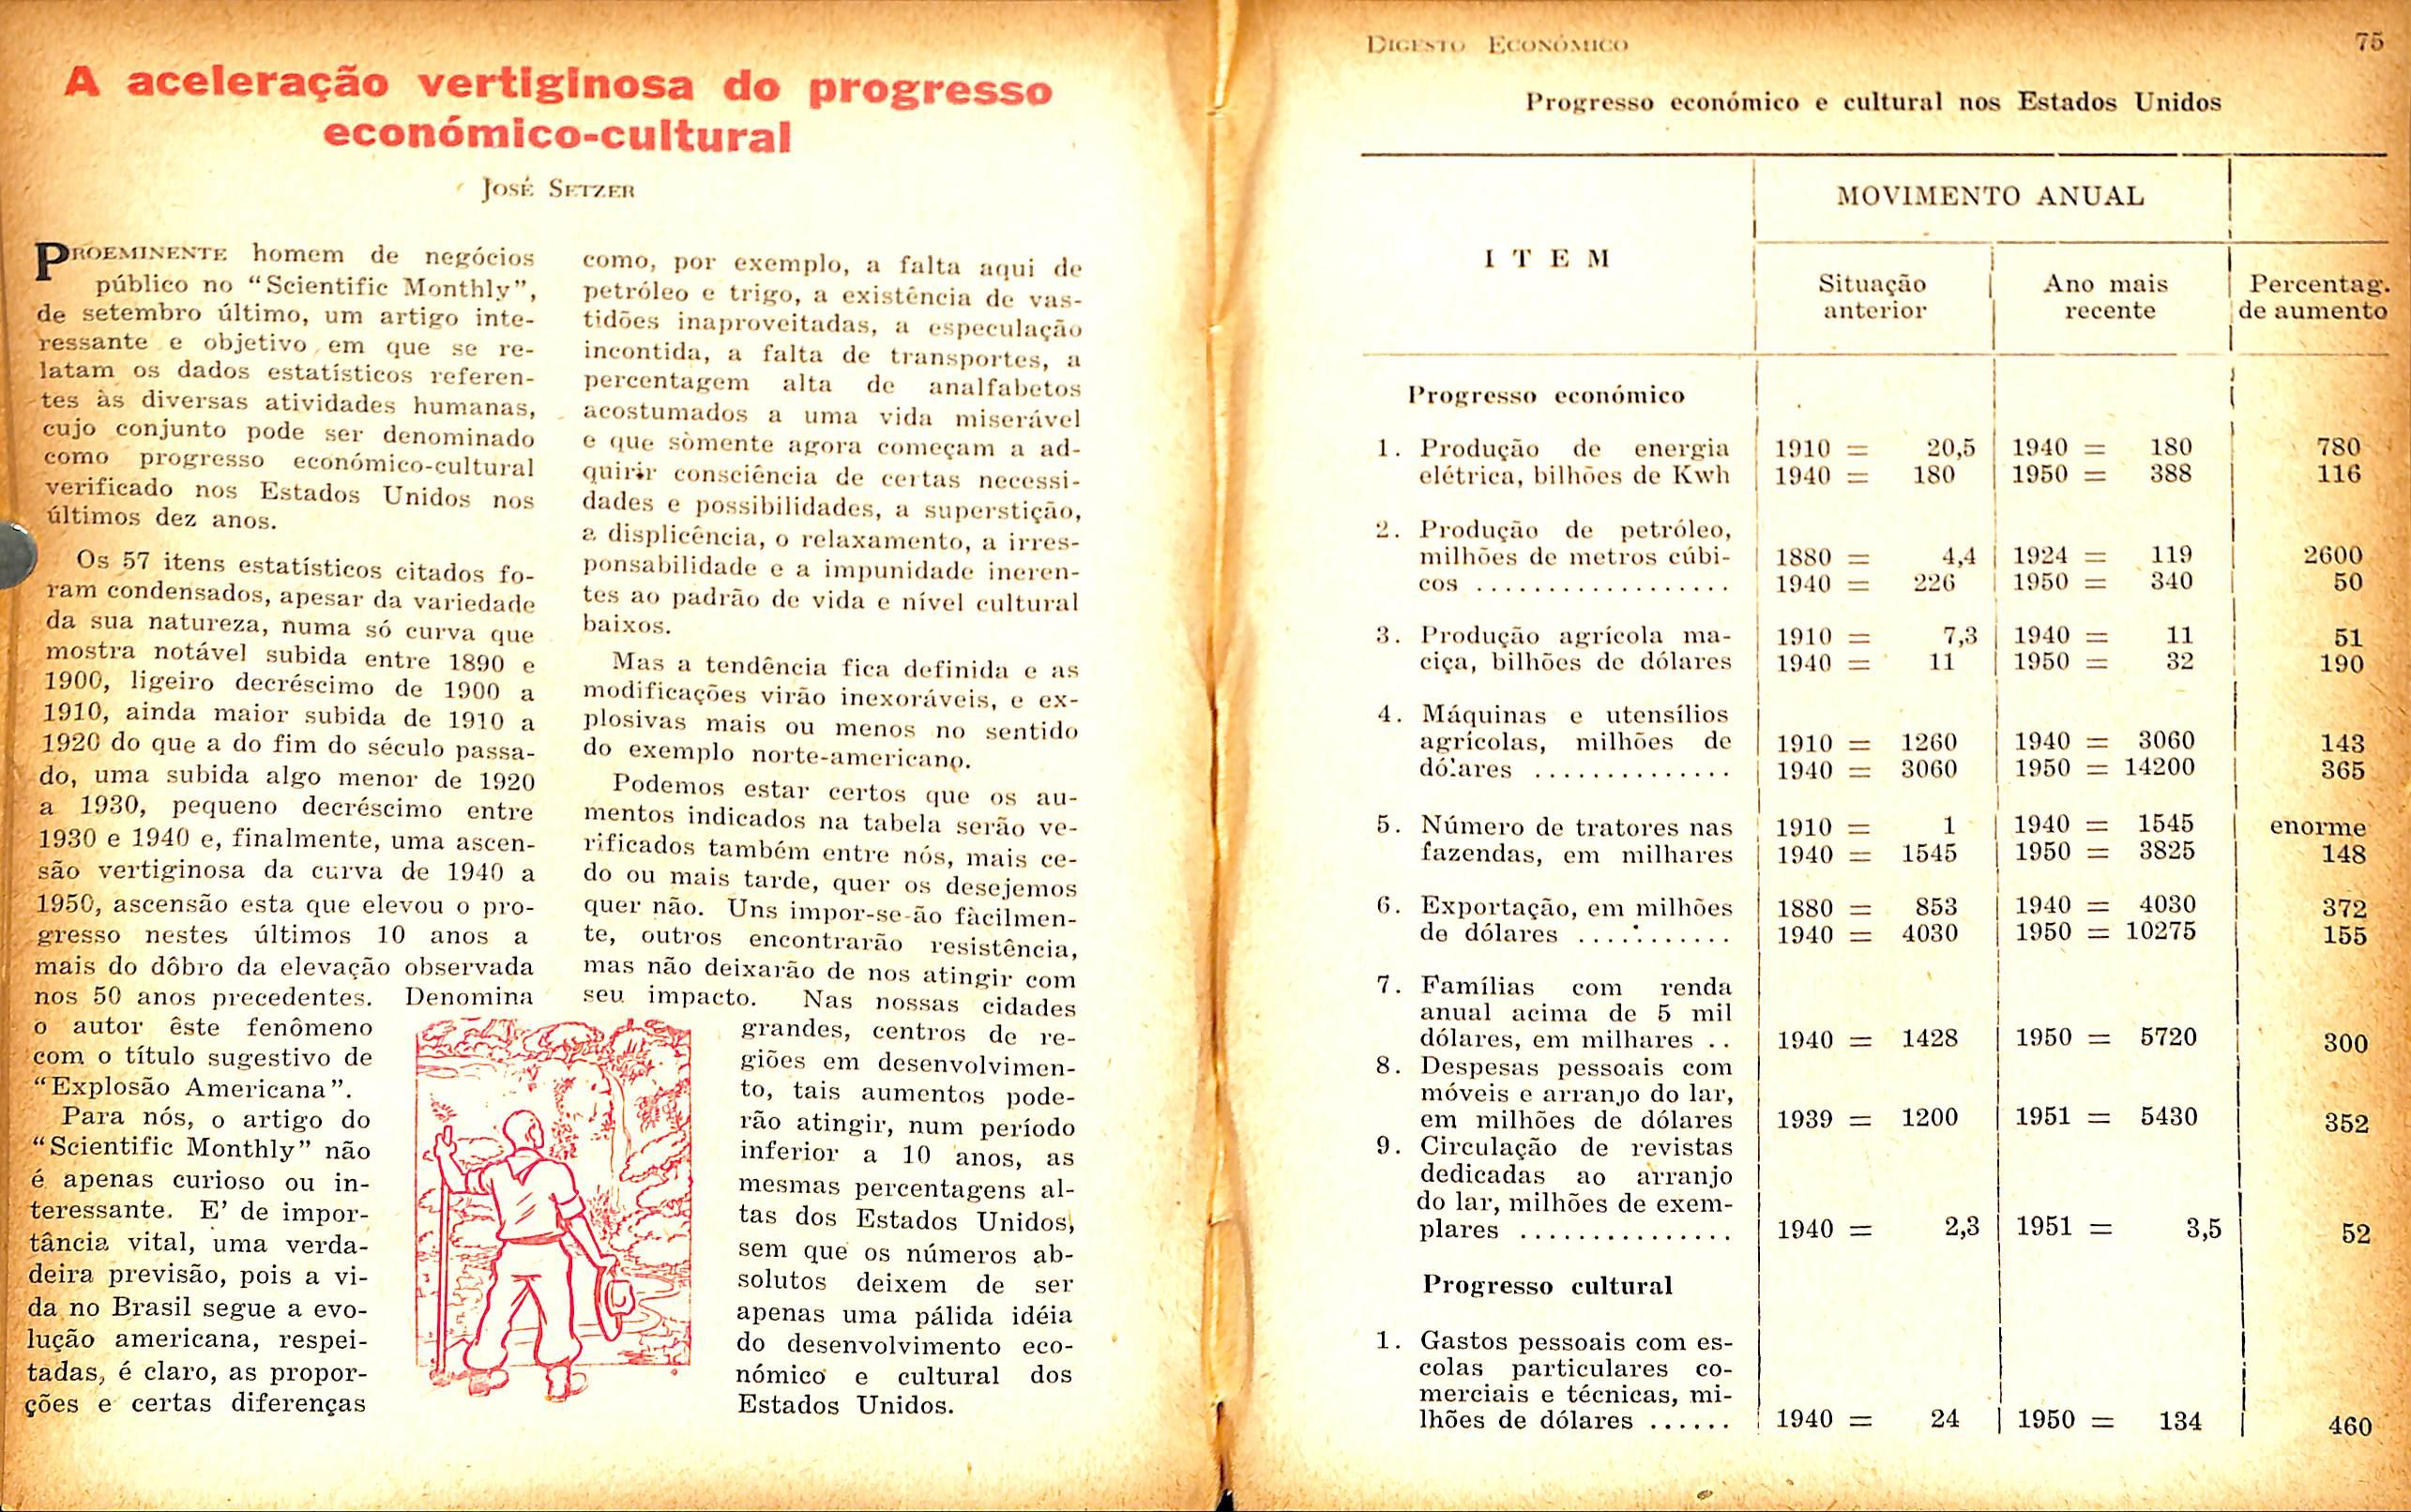 A aceleração vertiginosa do progresso
económico-cultural
José Setzer
Proeminente homem de negócios
público no “Scientific Monthly”,
de setembro último, um artigo inte-
ressante e objetivo em que se re-
latam os dados estatísticos referen-
tes às diversas atividades humanas,
cujo conjunto pode ser denominado
como progresso económico-cultural
verificado nos Estados Unidos nos
últimos dez anos.
Os 57 itens estatísticos citados fo-
ram condensados, apesar da variedade
da sua natureza, numa só curva que
mostra notável subida entre 1890 e
1900, ligeiro decréscimo de 1900 a
1910, ainda maior subida de 1910 a
1920 do que a do fim do século passa-
do, uma subida algo menor de 1920
a 1930, pequeno decréscimo entre
1930 e 1940 e, finalmente, uma ascen-
são vertiginosa da curva de 1940 a
1950, ascensão esta que elevou o pro-
gresso nestes últimos 10 anos a
mais do dôbro da elevação observada
nos 50 anos precedentes. Denomina
o autor êste fenômeno
com o título sugestivo de
“Explosão Americana”.
Para nós, o artigo do
“Scientific Monthly” não
é apenas curioso ou in-
teressante. E’ de impor-
tância vital, uma verda-
deira previsão, pois a vi-
da no Brasil segue a evo-
lução americana, respei-
tadas, é claro, as propor-
ções e certas diferenças
como, por exemplo, a falta aqui de
petróleo e trigo, a existência de vas-
tidões inaproveitadas, a especulação
incontida, a falta de transportes, a
percentagem alta de analfabetos
acostumados a uma vida miserável
e que sòmente agora começam a ad-
quirir consciência de certas necessi-
dades e possibilidades, a superstição,
a displicência, o relaxamento, a irres-
ponsabilidade e a impunidade ineren-
tes ao padrão de vida e nível cultural
baixos.
Mas a tendência fica definida e as
modificações virão inexoráveis, e ex-
plosivas mais ou menos no sentido
do exemplo norte-americano.
Podemos estar certos que os au-
mentos indicados na tabela serão ve-
rificados também entre nós, mais ce-
do ou mais tarde, quer os desejemos
quer não. Uns impor-se-ão fàcilmen-
te, outros encontrarão resistência,
mas não deixarão de nos atingir com
seu impacto. Nas nossas cidades
grandes, centros de re-
giões em desenvolvimen-
to, tais aumentos pode-
rão atingir, num período
inferior a 10 anos, as
mesmas percentagens al-
tas dos Estados Unidos,
sem que os números ab-
solutos deixem de ser
apenas uma pálida idéia
do desenvolvimento eco-
nómico e cultural dos
Estados Unidos.
Digesto Económico 75
Progresso económico e cultural nos Estados Unidos
MOVIMENTO ANUAL
ITEM
Situação Ano mais Percentag.
anterior recente de aumento
Progresso económico
1. Produção de energia 1910 = 20,5 1940 = 180 780
elétrica, bilhões de Kwh 1940 = 180 1950 = 388 116
2. Produção de petróleo,
milhões de metros cúbi- 1880 = 4,4 1924 = 119 2600
cos .................. 1940 = 226 1950 = 340 50
3. Produção agrícola ma- 1910 = 7,3 1940 = 11 51
ciça, bilhões de dólares 1940 = 11 1950 = 32 190
4. Máquinas e utensílios
agrícolas, milhões de 1910 = 1260 1940 = 3060 143
dólares .............. 1940 = 3060 1950 = 14200 365
5. Número de tratores nas 1910 = 1 1940 = 1545 enorme
fazendas, em milhares 1940 = 1545 1950 = 3825 148
6. Exportação, em milhões 1880 = 853 1940 = 4030 372
de dólares ........... 1940 = 4030 1950 = 10275 155
7. Famílias com renda
anual acima de 5 mil
dólares, em milhares .. 1940 = 1428 1950 = 5720 300
8. Despesas pessoais com
móveis e arranjo do lar,
em milhões de dólares 1939 = 1200 1951 = 5430 352
9. Circulação de revistas
dedicadas ao arranjo
do lar, milhões de exem-
plares ............... 1940 = 2,3 1951 = 3,5 52
Progresso cultural
1. Gastos pessoais com es-
colas particulares co-
merciais e técnicas, mi-
lhões de dólares ...... 1940 = 24 1950 = 134 460